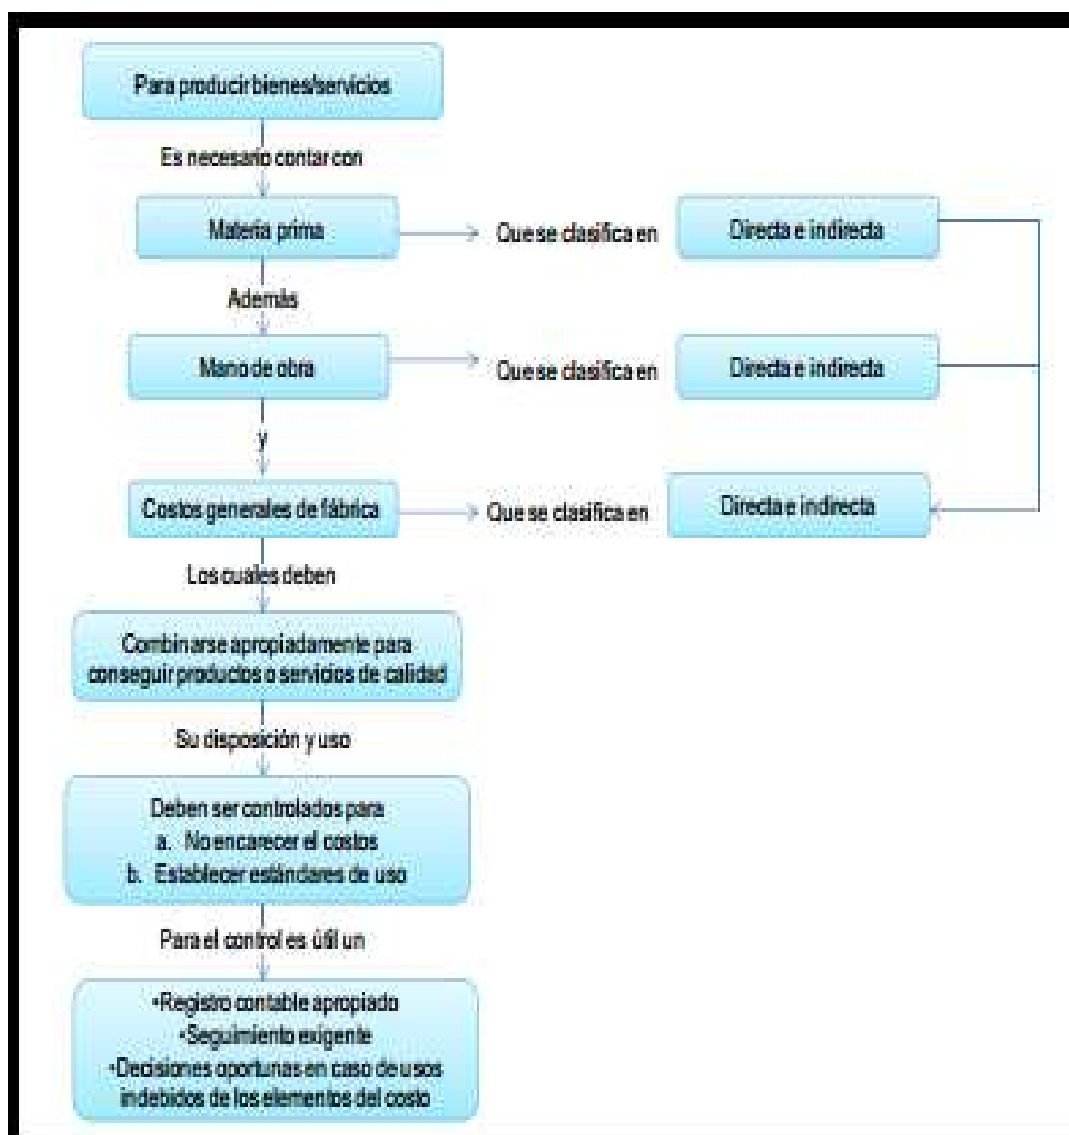 Para producir bienes/servicios
Es necesario contar con
Materia prima
Que se clasifica en
Directa e indirecta
Además
Mano de obra
Que se clasifica en
Directa e indirecta
y
Costos generales de fábrica
Que se clasifica en
Directa e indirecta
Los cuales deben
Combinarse apropiadamente para
conseguir productos o servicios de calidad
Su disposición y uso
Deben ser controlados para
a. No encarecer el costos
b. Establecer estándares de uso
Para el control es útil un
•Registro contable apropiado
•Seguimiento exigente
•Decisiones oportunas en caso de usos
indebidos de los elementos del costo